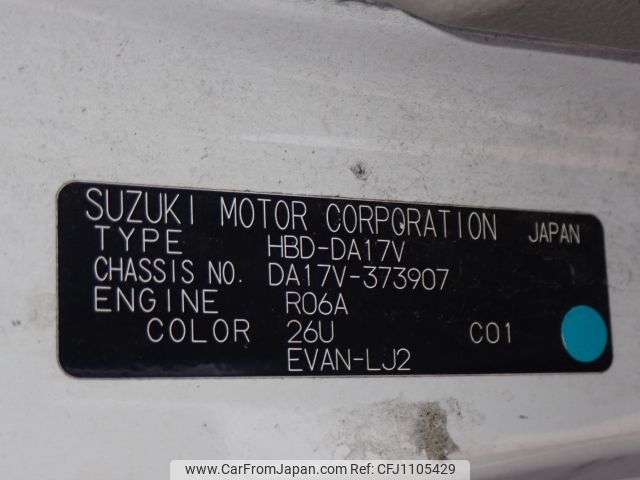 SUZUKI MOTOR CORPORATION JAPAN
TYPE HBD-DA17V
CHASSIS NO. DA17V-373907
ENGINE R06A
COLOR 26U C01
EVAN-LJ2
www.CarFromJapan.com CFJ1105429